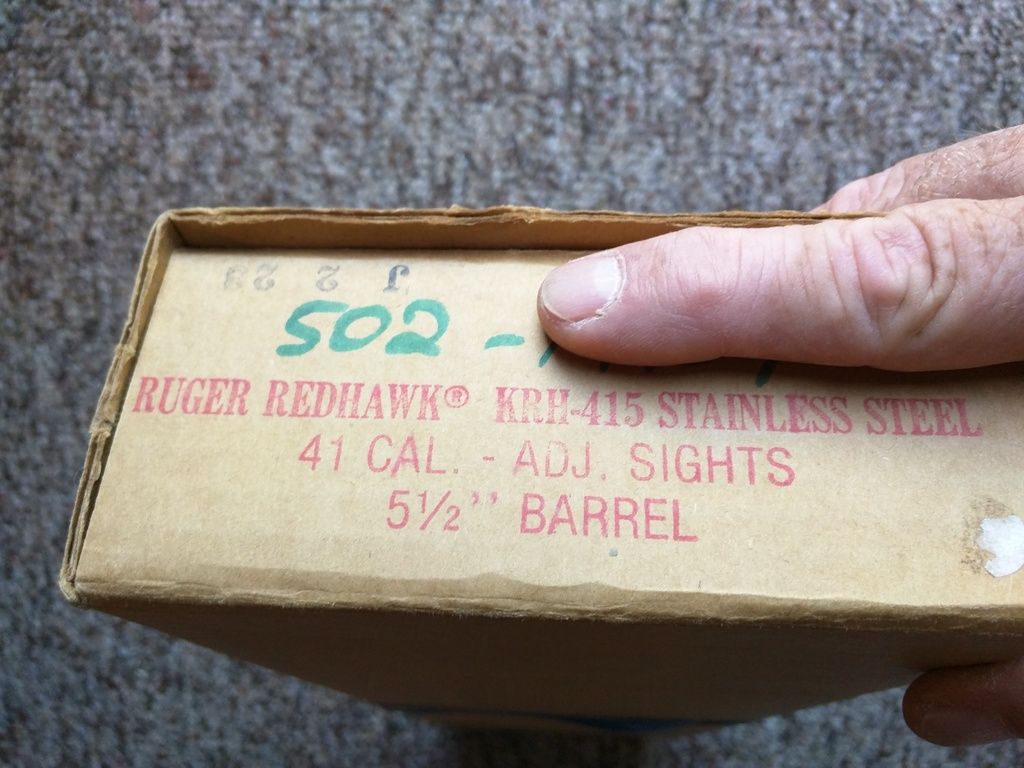 J 2 23
502 -
RUGER REDHAWK® KRH-415 STAINLESS STEEL
41 CAL. - ADJ. SIGHTS
5½" BARREL